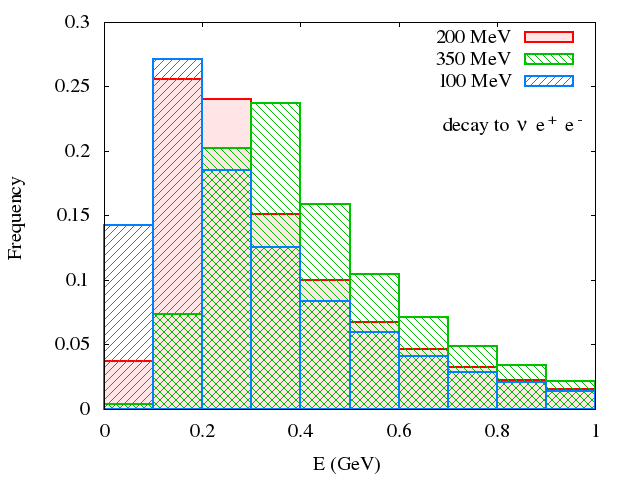 0.3
0.25
0.2
0.15
0.1
0.05
0
Frequency
200 MeV
350 MeV
100 MeV
decay to ν e+ e-
0 0.2 0.4 0.6 0.8 1
E (GeV)